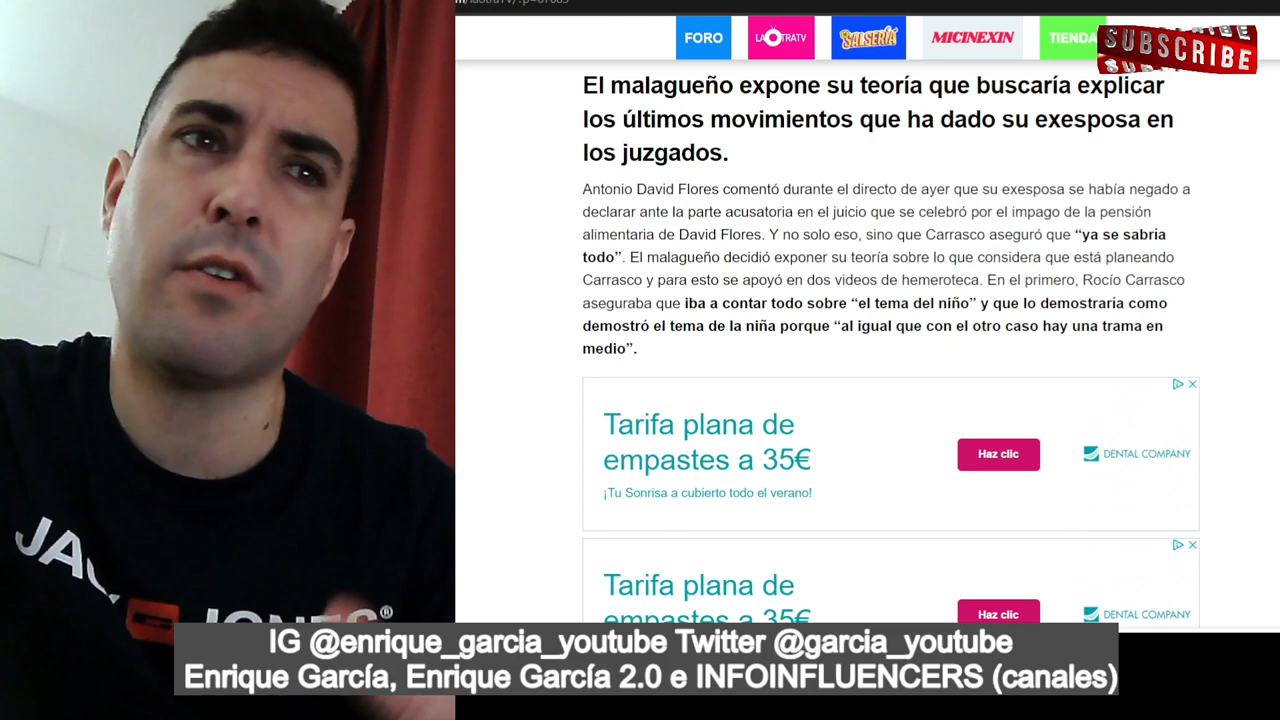 FORO
LAOTRATV
SALSERÍA
MICINEXIN
TIENDA
SUBSCRIBE
El malagueño expone su teoría que buscaría explicar
los últimos movimientos que ha dado su exesposa en
los juzgados.
Antonio David Flores comentó durante el directo de ayer que su exesposa se había negado a
declarar ante la parte acusatoria en el juicio que se celebró por el impago de la pensión
alimentaria de David Flores. Y no solo eso, sino que Carrasco aseguró que “ya se sabría
todo”. El malagueño decidió exponer su teoría sobre lo que considera que está planeando
Carrasco y para esto se apoyó en dos videos de hemeroteca. En el primero, Rocío Carrasco
aseguraba que iba a contar todo sobre “el tema del niño” y que lo demostraría como
demostró el tema de la niña porque “al igual que con el otro caso hay una trama en
medio”.
Tarifa plana de
empastes a 35€
¡Tu Sonrisa a cubierto todo el verano!
Haz clic
DENTAL COMPANY
Tarifa plana de
empastes a 35€
Haz clic
DENTAL COMPANY
JACK
JONES®
IG @enrique_garcia_youtube Twitter @garcia_youtube
Enrique García, Enrique García 2.0 e INFOINFLUENCERS (canales)